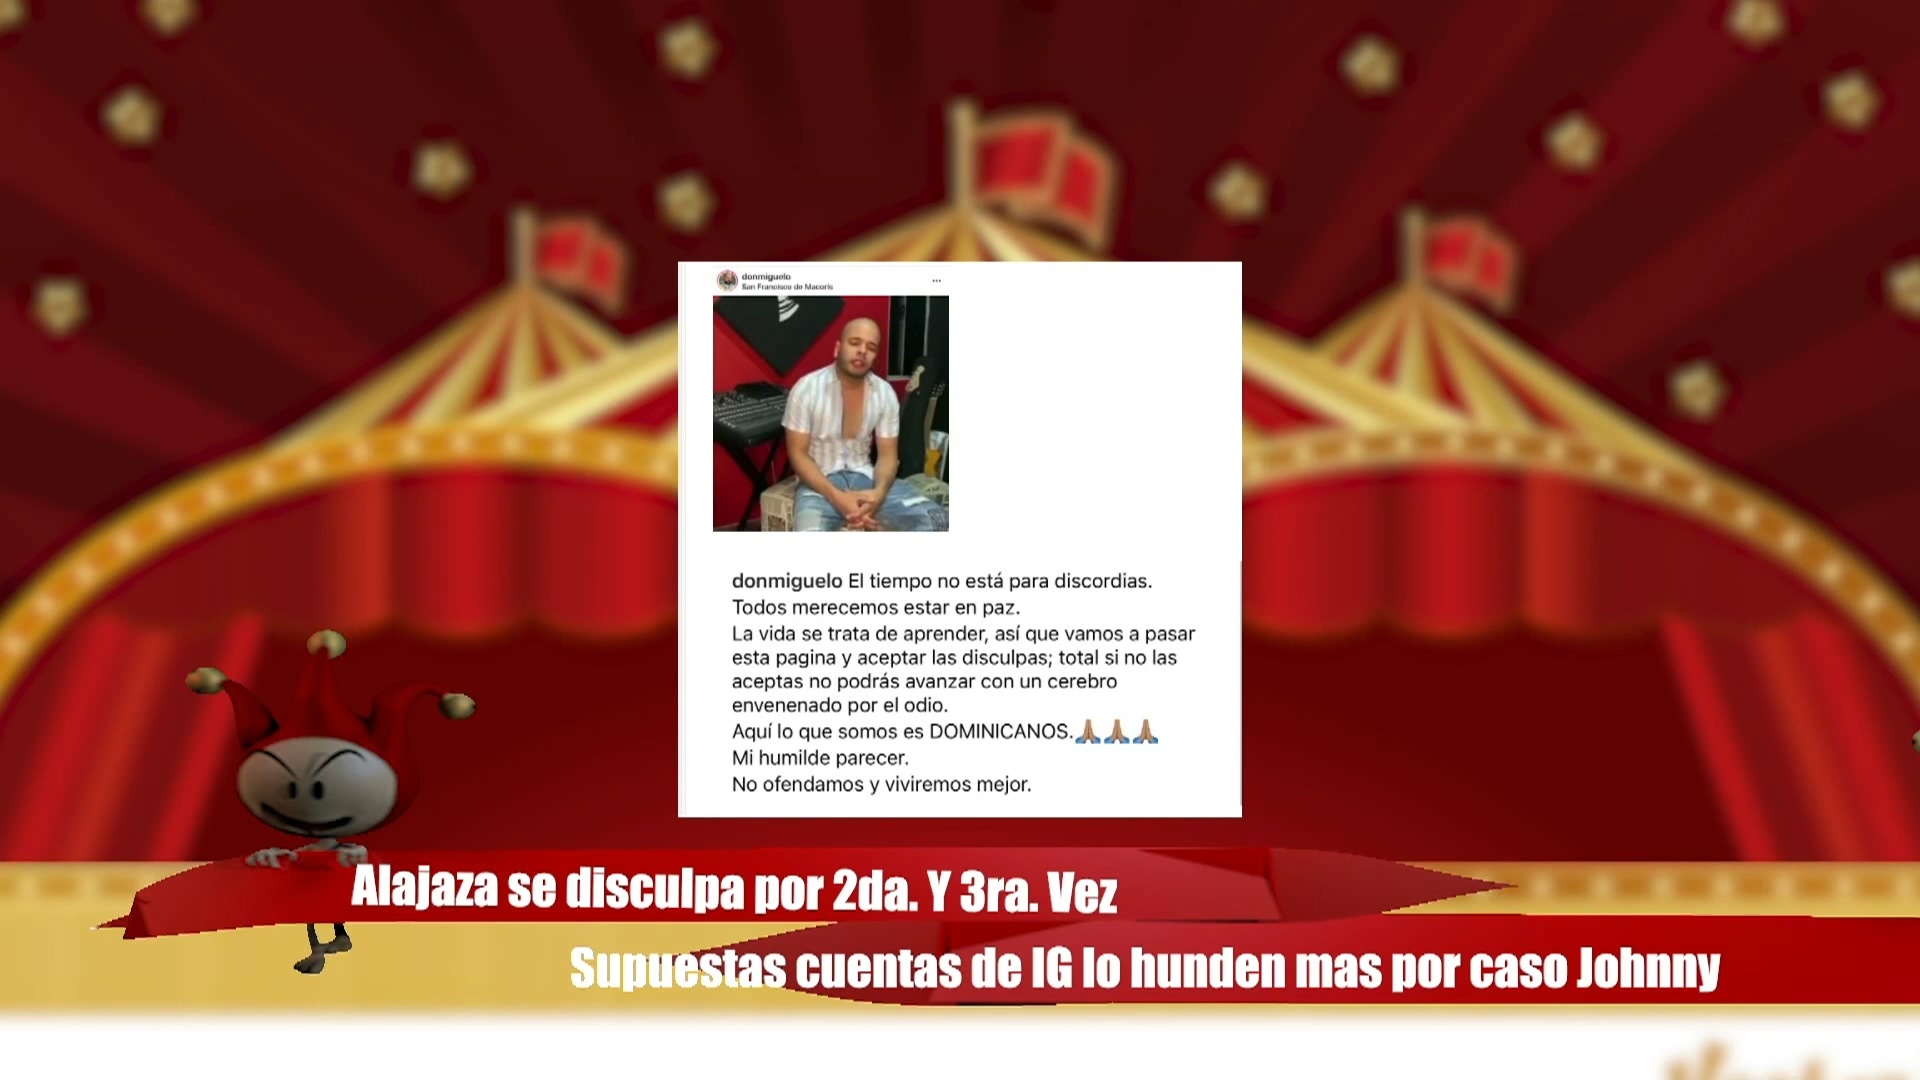 donmiguelo
San Francisco de Macorís
donmiguelo El tiempo no está para discordias.
Todos merecemos estar en paz.
La vida se trata de aprender, así que vamos a pasar
esta pagina y aceptar las disculpas; total si no las
aceptas no podrás avanzar con un cerebro
envenenado por el odio.
Aquí lo que somos es DOMINICANOS.🙏🏽🙏🏽🙏🏽
Mi humilde parecer.
No ofendamos y viviremos mejor.
Alajaza se disculpa por 2da. Y 3ra. Vez
Supuestas cuentas de IG lo hunden mas por caso Johnny